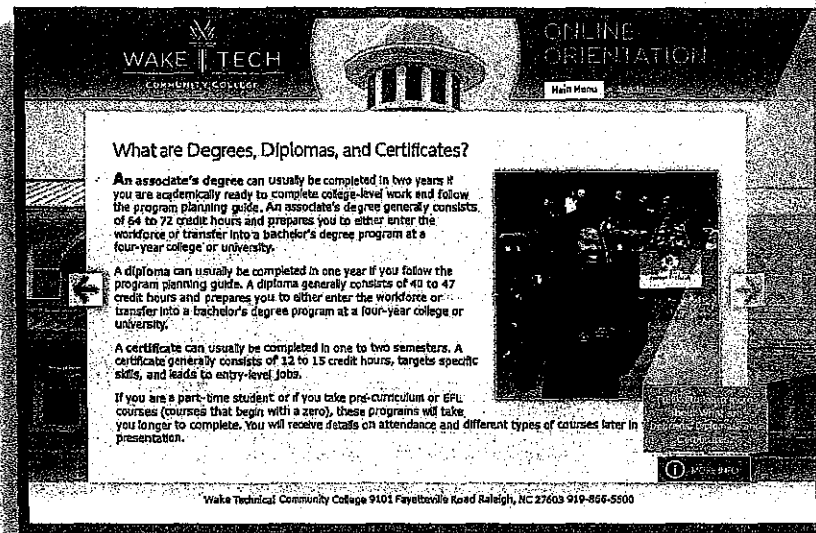 WAKE TECH
COMMUNITY COLLEGE
ONLINE
ORIENTATION
Main Menu
What are Degrees, Diplomas, and Certificates?
An associate's degree can usually be completed in two years if
you are academically ready to complete college-level work and follow
the program planning guide. An associate's degree generally consists
of 64 to 72 credit hours and prepares you to either enter the
workforce or transfer into a bachelor's degree program at a
four-year college or university.
A diploma can usually be completed in one year if you follow the
program planning guide. A diploma generally consists of 40 to 47
credit hours and prepares you to either enter the workforce or
transfer into a bachelor's degree program at a four-year college or
university.
A certificate can usually be completed in one to two semesters. A
certificate generally consists of 12 to 15 credit hours, targets specific
skills, and leads to entry-level jobs.
If you are a part-time student or if you take pre-curriculum or EFL
courses (courses that begin with a zero), these programs will take
you longer to complete. You will receive details on attendance and different types of courses later in
presentation.
Degrees, Diplomas and
Certificates
MORE INFO
Wake Technical Community College 9101 Fayetteville Road Raleigh, NC 27603 919-866-5500